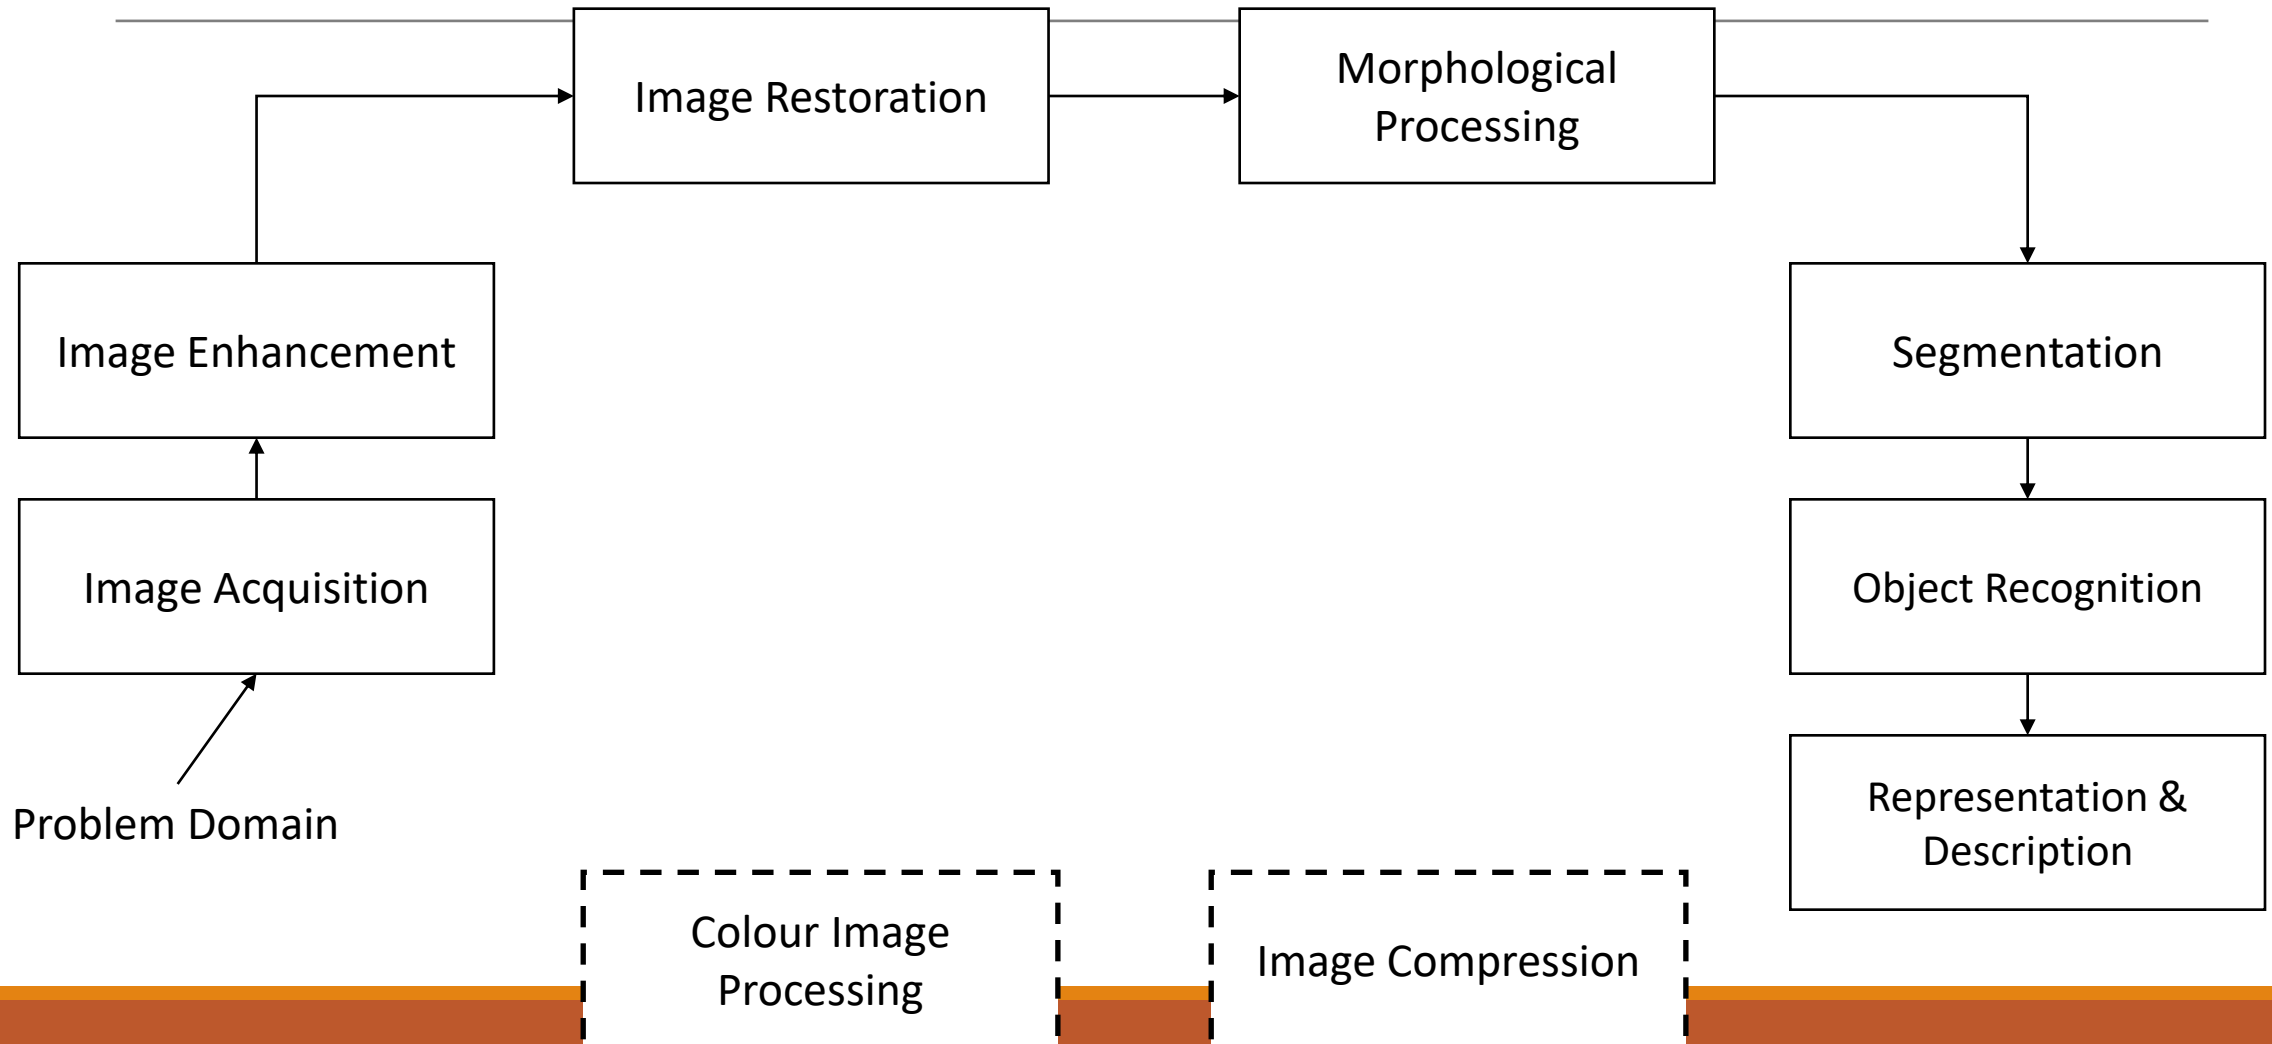 Image Restoration
Morphological
Processing
Image Enhancement
Segmentation
Image Acquisition
Object Recognition
Problem Domain
Representation &
Description
Colour Image
Processing
Image Compression